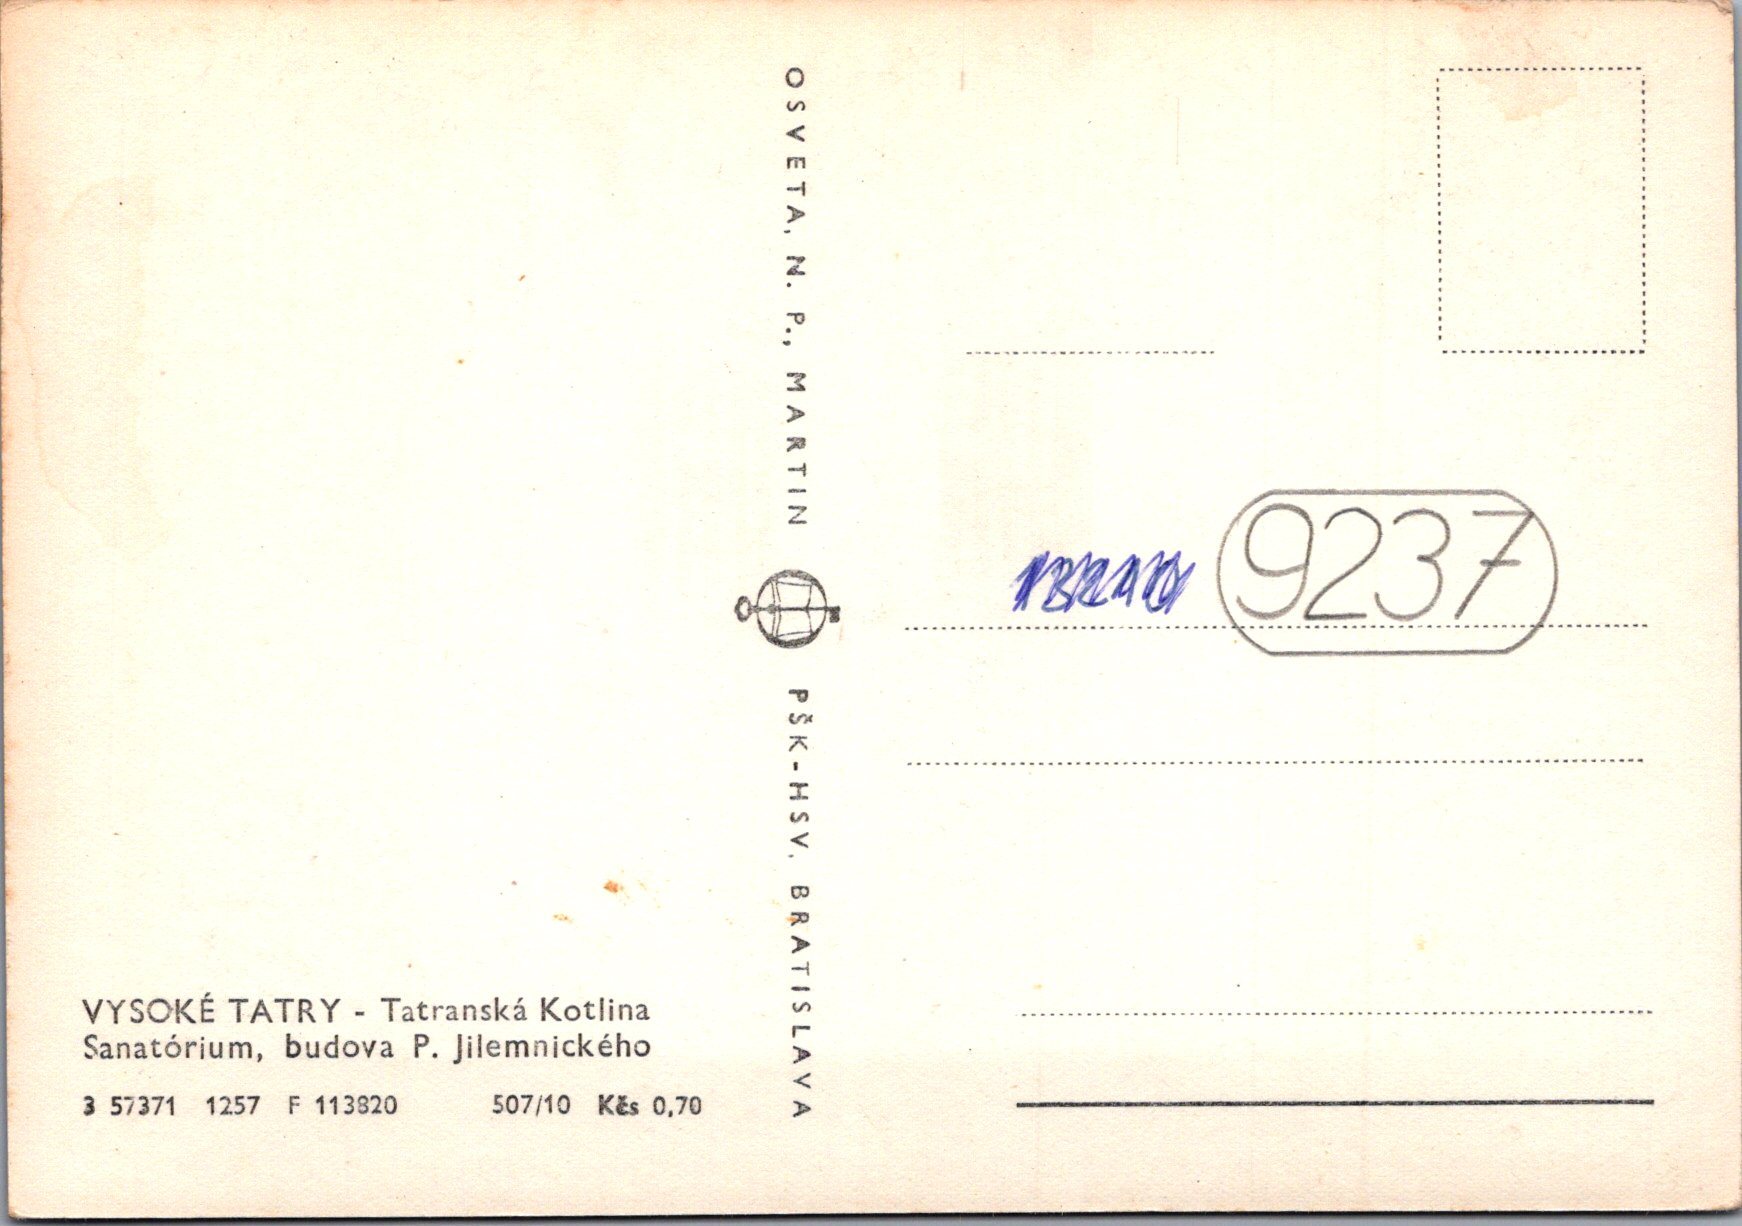 VYSOKÉ TATRY - Tatranská Kotlina
Sanatórium, budova P. Jilemnického
3 57371 1257 F 113820 507/10 Kčs 0,70
OSVETA, N. P., MARTIN
PŠK-HSV, BRATISLAVA
9237